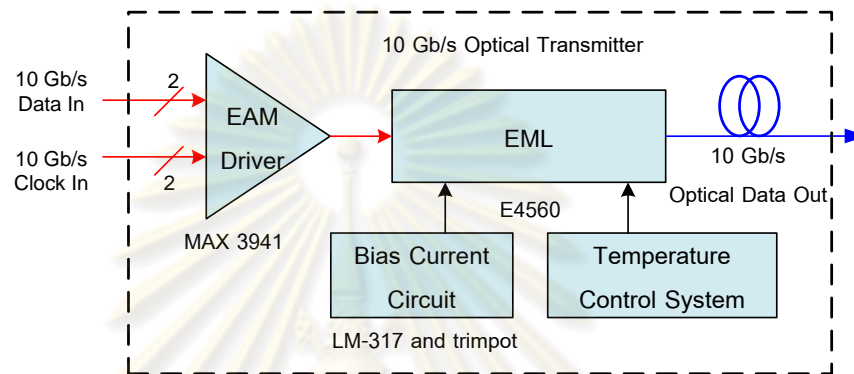 10 Gb/s Optical Transmitter
10 Gb/s
Data In
2
EAM
Driver
EML
10 Gb/s
Clock In
2
10 Gb/s
Optical Data Out
MAX 3941
E4560
Bias Current
Circuit
Temperature
Control System
LM-317 and trimpot